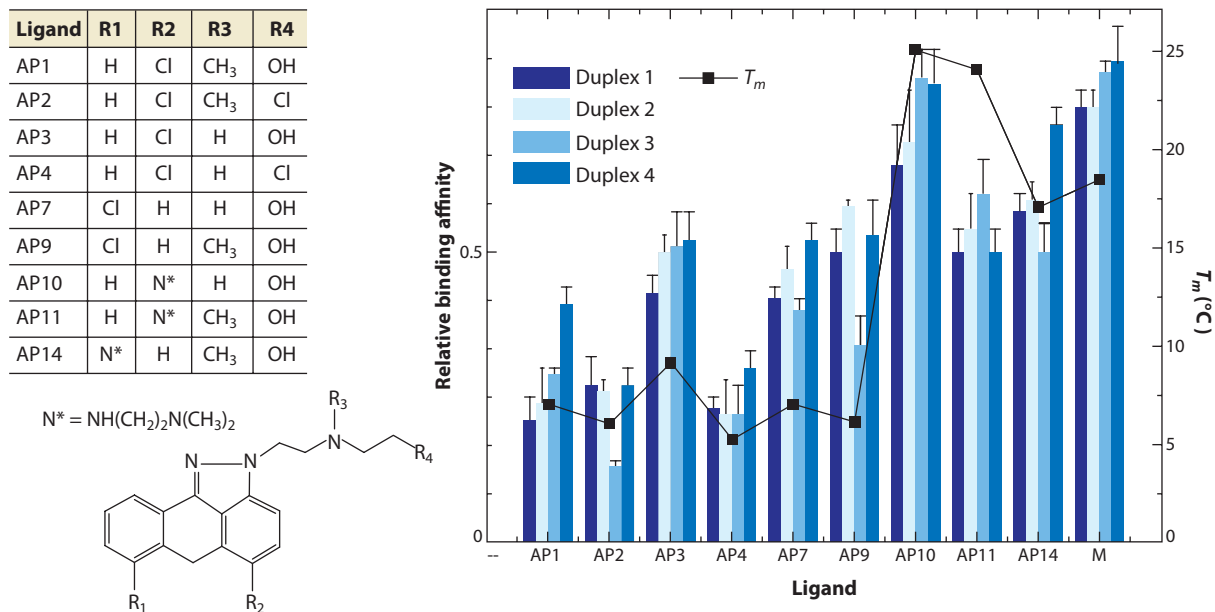 Ligand R1 R2 R3 R4
AP1 H Cl CH₃ OH
AP2 H Cl CH₃ Cl
AP3 H Cl H OH
AP4 H Cl H Cl
AP7 Cl H H OH
AP9 Cl H CH₃ OH
AP10 H N* H OH
AP11 H N* CH₃ OH
AP14 N* H CH₃ OH
N* = NH(CH₂)₂N(CH₃)₂
R₃
N
R₄
N
N
R₁
R₂
Relative binding affinity
0.5
0
Duplex 1
Duplex 2
Duplex 3
Duplex 4
Tm
25
20
15
10
5
0
Tm (°C)
-- AP1 AP2 AP3 AP4 AP7 AP9 AP10 AP11 AP14 M
Ligand